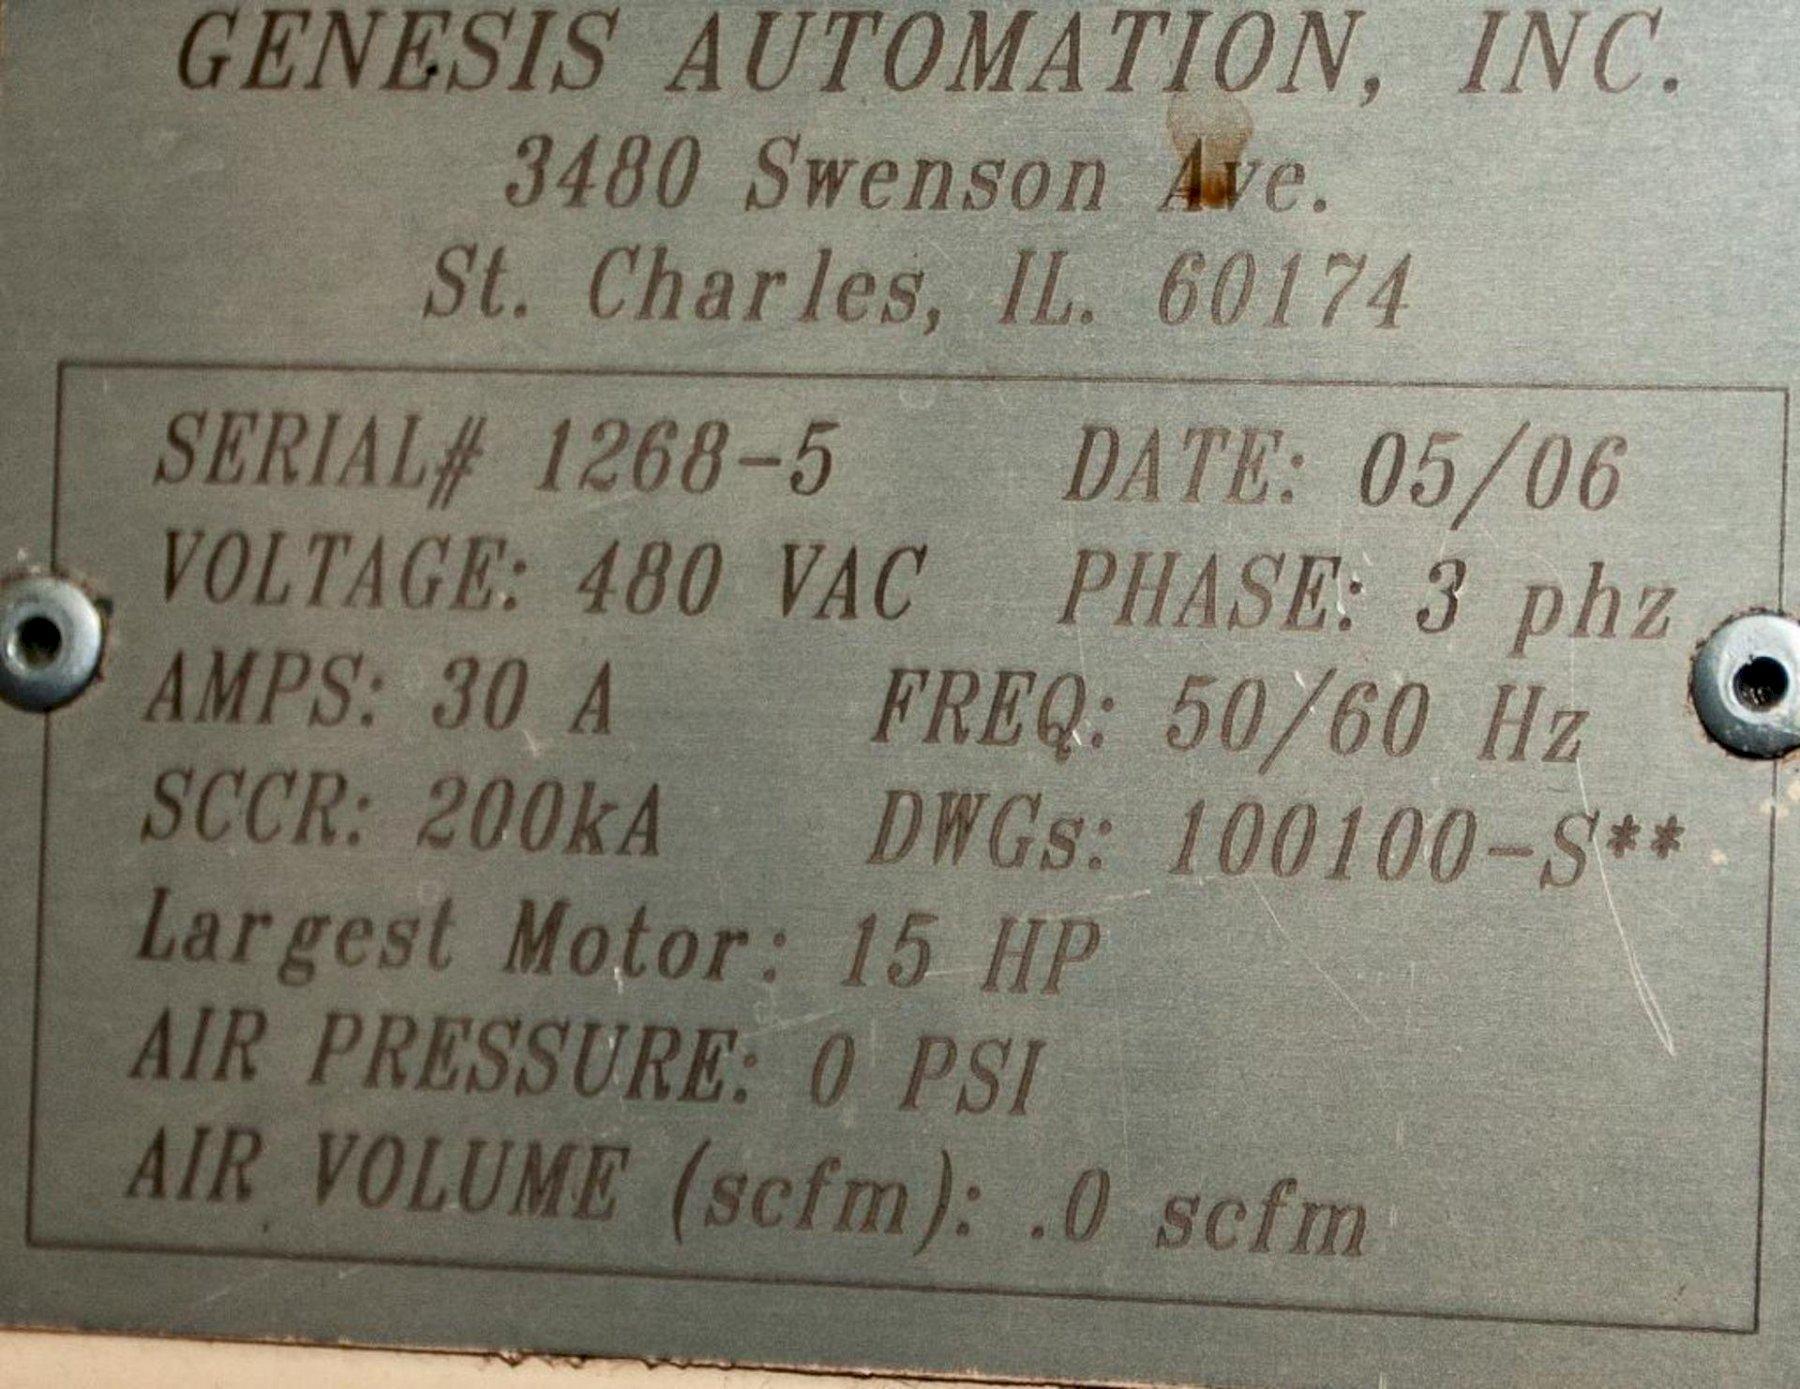 GENESIS AUTOMATION, INC.
3480 Swenson Ave.
St. Charles, IL. 60174
SERIAL# 1268-5 DATE: 05/06
VOLTAGE: 480 VAC PHASE: 3 phz
AMPS: 30 A FREQ: 50/60 Hz
SCCR: 200kA DWGs: 100100-S**
Largest Motor: 15 HP
AIR PRESSURE: 0 PSI
AIR VOLUME (scfm): .0 scfm